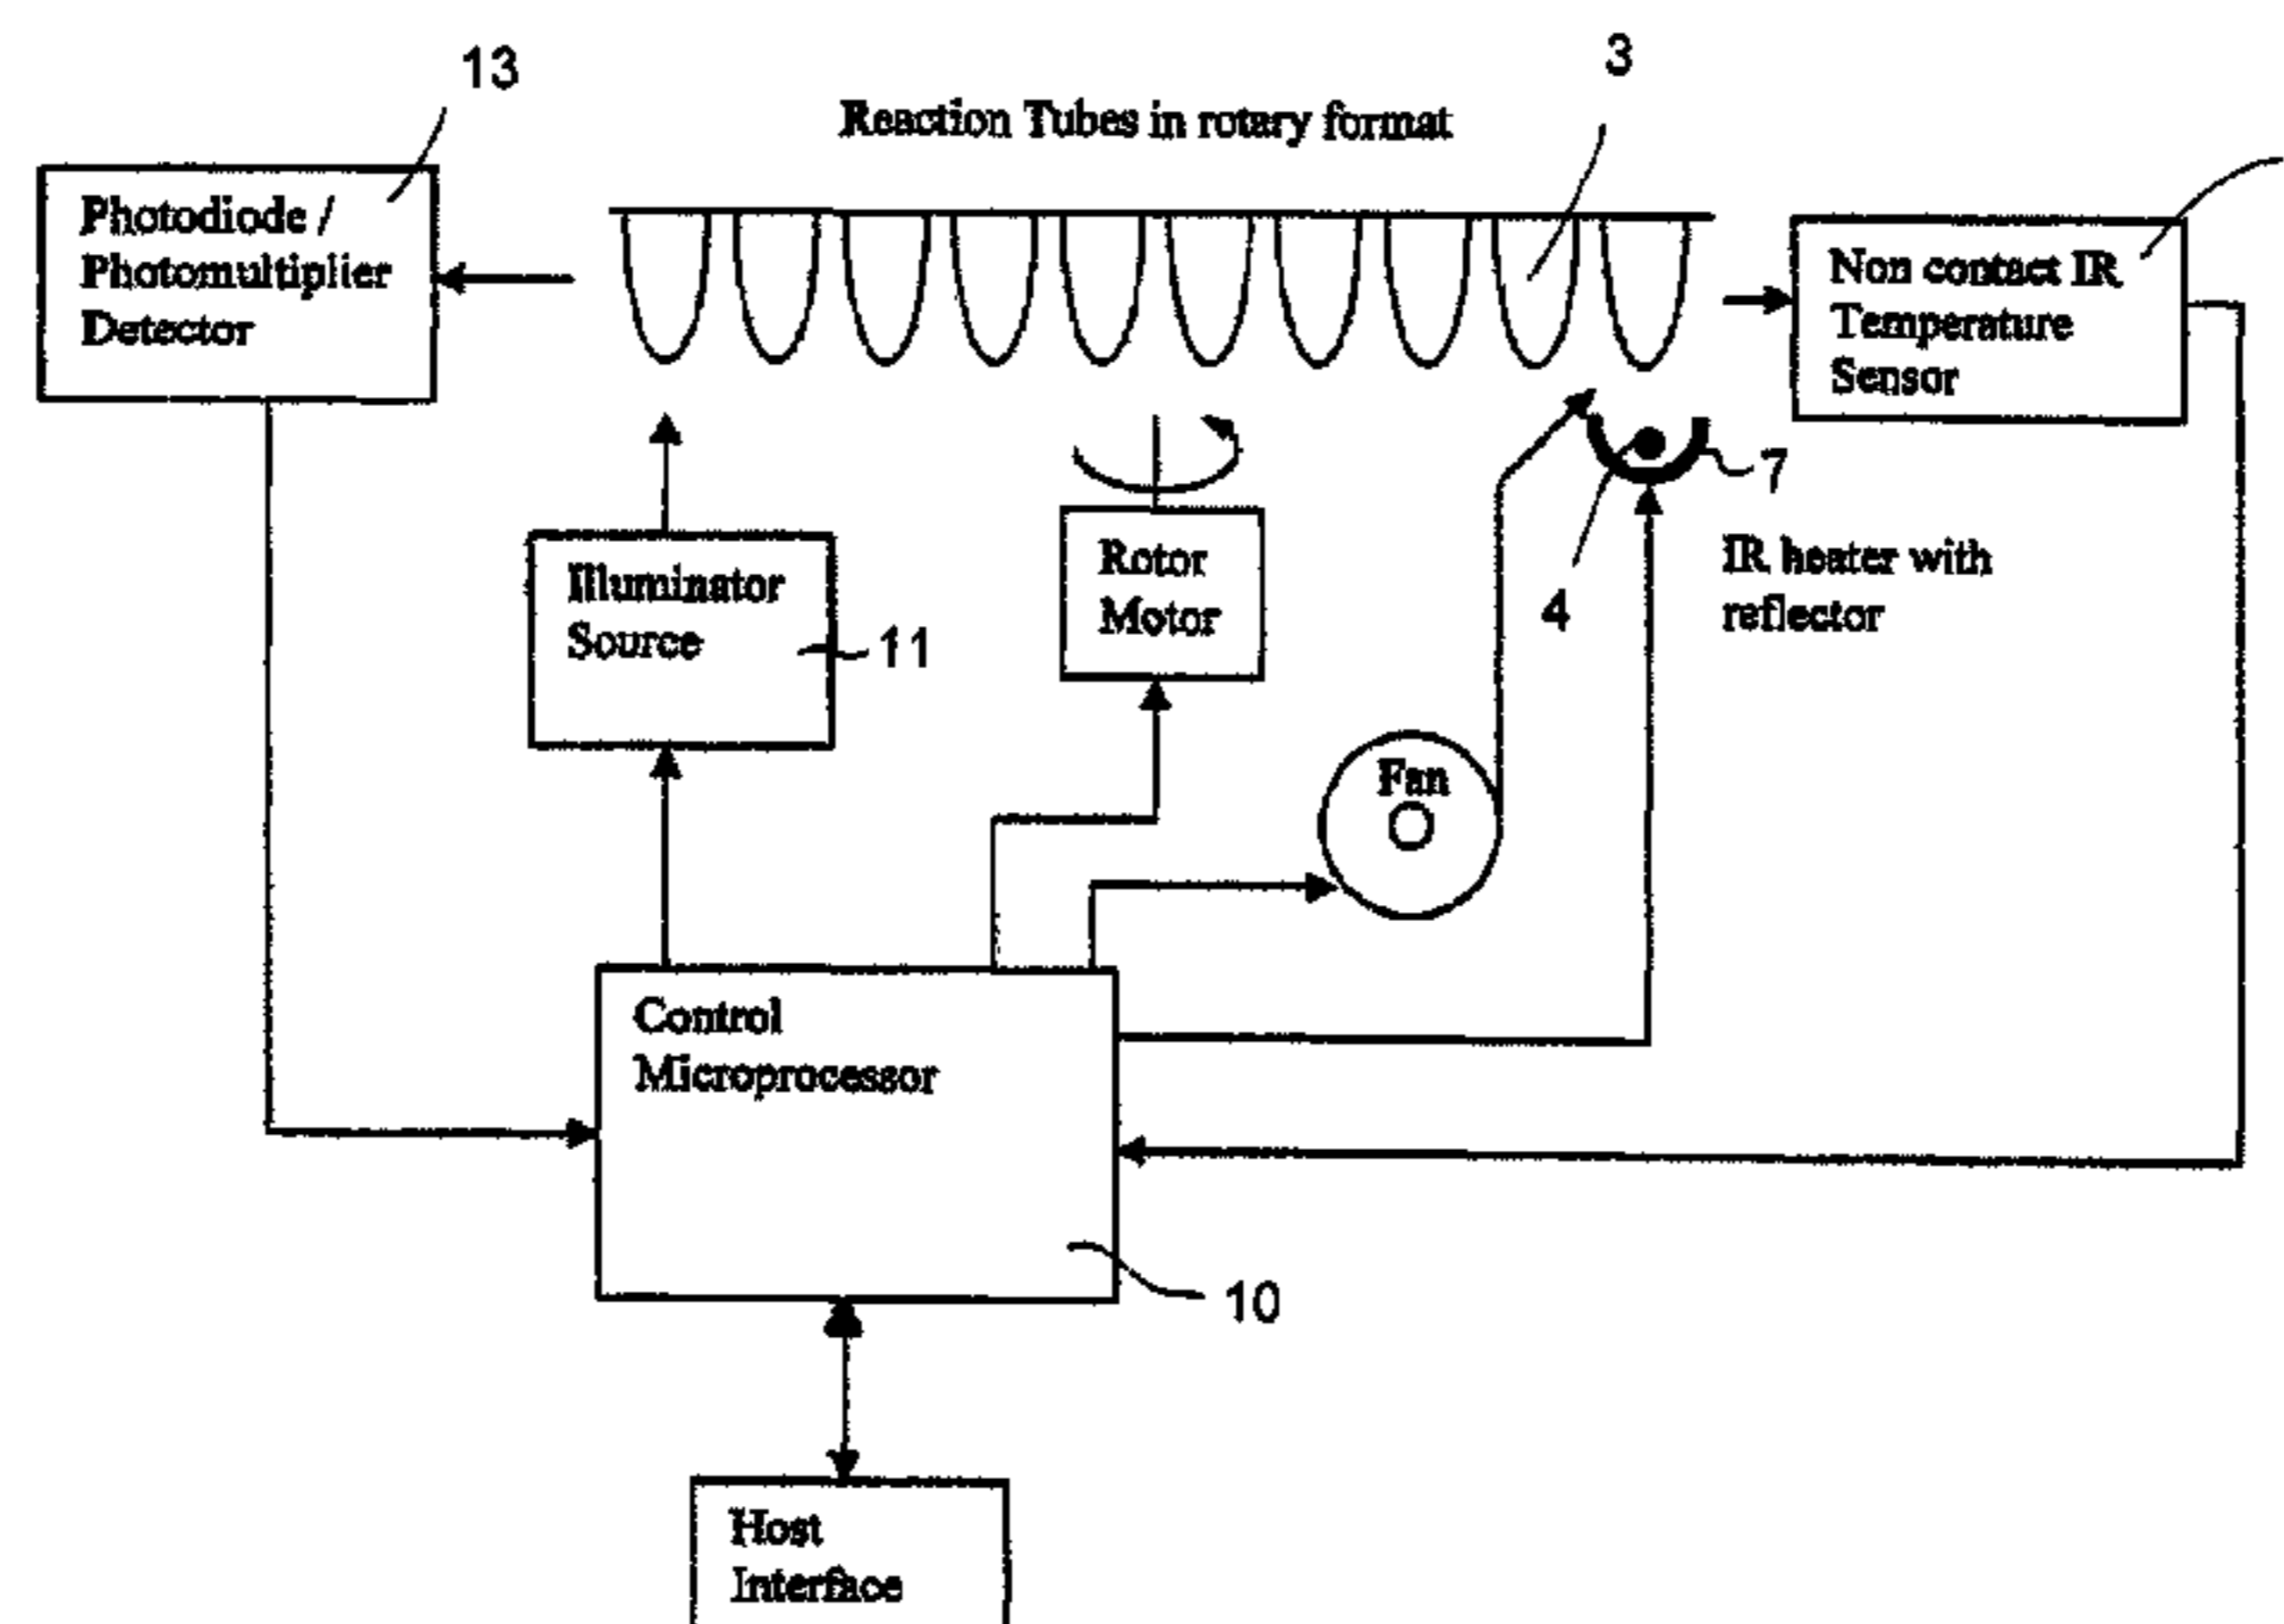 13
3
Reaction Tubes in rotary format
Photodiode /
Photomultiplier
Detector
Non contact IR
Temperature
Sensor
7
Illuminator
Source
11
Rotor
Motor
4
IR heater with
reflector
Fan
Control
Microprocessor
10
Host
Interface